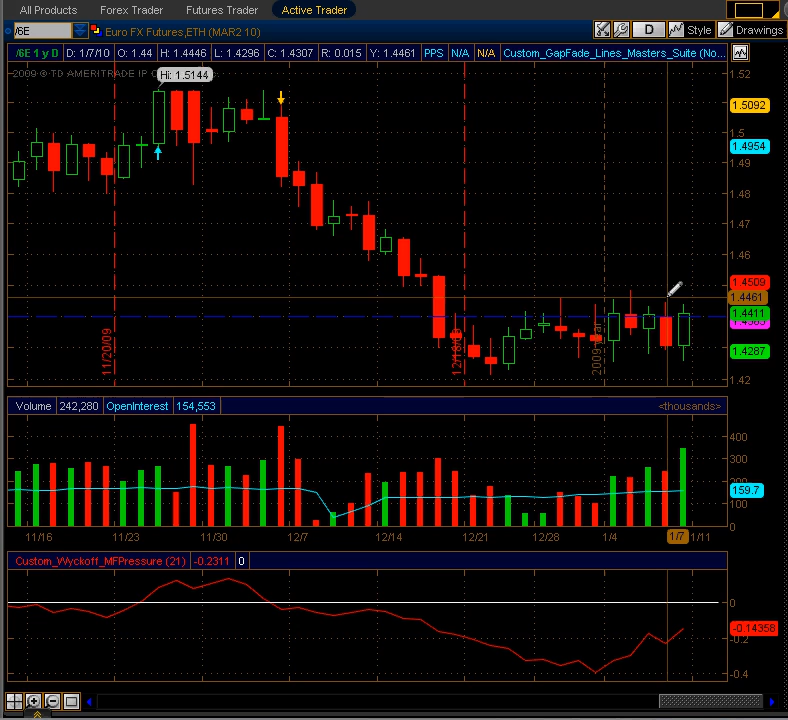 All Products Forex Trader Futures Trader Active Trader
/6E Euro FX Futures,ETH (MAR2 10) D Style Drawings
/6E 1 y D D: 1/7/10 O: 1.44 H: 1.4446 L: 1.4296 C: 1.4307 R: 0.015 Y: 1.4461 PPS N/A N/A Custom_GapFade_Lines_Masters_Suite (No...
2009 © TD AMERITRADE IP
Hi: 1.5144
1.52
1.5092
1.5
1.4954
1.49
1.48
1.47
1.46
1.4509
1.4461
1.4411
1.4287
1.42
11/20/09
12/18/09
2009 year
Volume 242,280 OpenInterest 154,553 <thousands>
400
300
200
159.7
100
0
11/16 11/23 11/30 12/7 12/14 12/21 12/28 1/4 1/7 1/11
Custom_Wyckoff_MFPressure (21) -0.2311 0
0
-0.14358
-0.2
-0.4